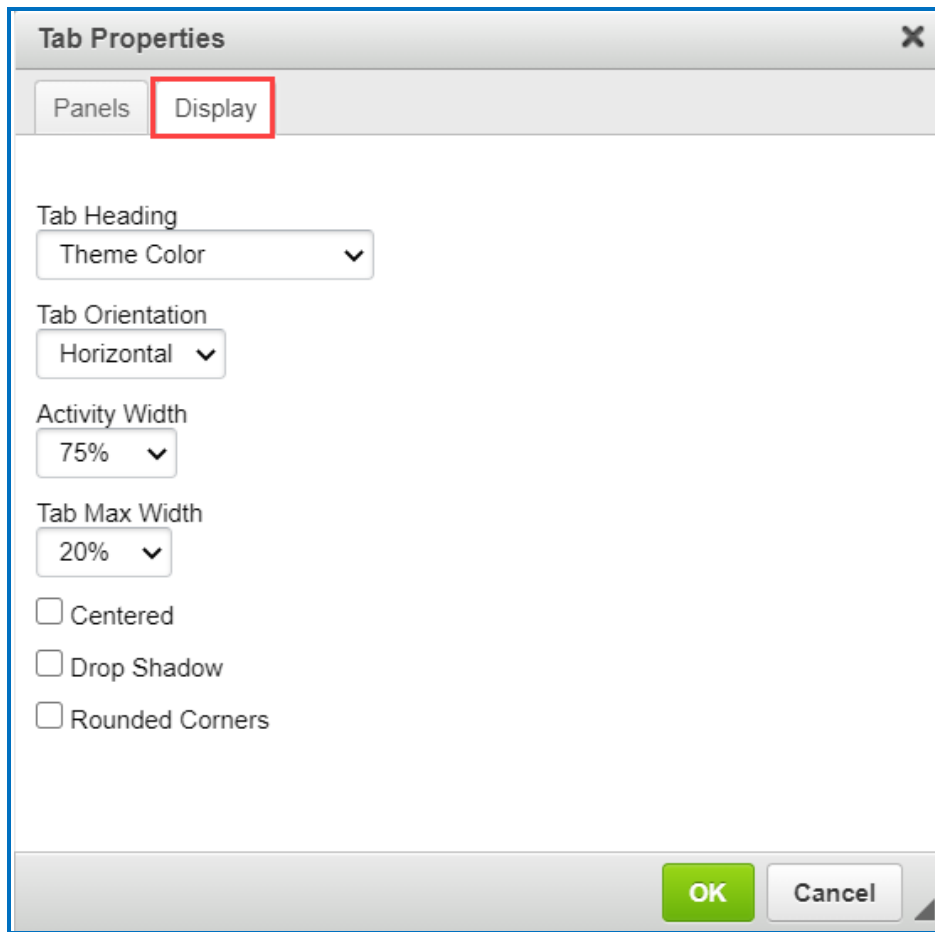 Tab Properties
Panels Display
Tab Heading
Theme Color
Tab Orientation
Horizontal
Activity Width
75%
Tab Max Width
20%
Centered
Drop Shadow
Rounded Corners
OK Cancel